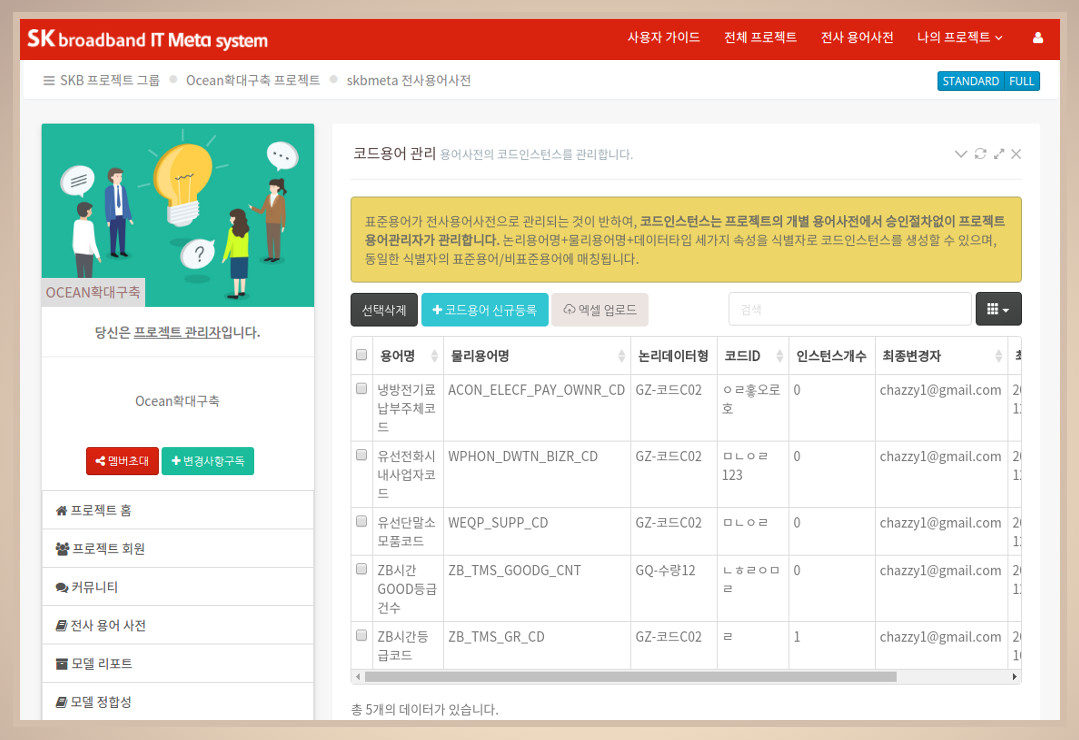 SK broadband IT Meta system
사용자 가이드 전체 프로젝트 전사 용어사전 나의 프로젝트
SKB 프로젝트 그룹 Ocean확대구축 프로젝트 skbmeta 전사용어사전
STANDARD FULL
?
OCEAN확대구축
당신은 프로젝트 관리자입니다.
Ocean확대구축
멤버초대 변경사항구독
프로젝트 홈
프로젝트 회원
커뮤니티
전사 용어 사전
모델 리포트
모델 정합성
코드용어 관리 용어사전의 코드인스턴스를 관리합니다.
표준용어가 전사용어사전으로 관리되는 것이 반하여, 코드인스턴스는 프로젝트의 개별 용어사전에서 승인절차없이 프로젝트
용어관리자가 관리합니다. 논리용어명+물리용어명+데이터타입 세가지 속성을 식별자로 코드인스턴스를 생성할 수 있으며,
동일한 식별자의 표준용어/비표준용어에 매칭됩니다.
선택삭제 코드용어 신규등록 엑셀 업로드 검색
용어명 물리용어명 논리데이터형 코드ID 인스턴스개수 최종변경자
냉방전기료 ACON_ELECF_PAY_OWNR_CD GZ-코드C02 ㅇㄹ홓오로 0 chazzy1@gmail.com
납부주체코 호
드
유선전화시 WPHON_DWTN_BIZR_CD GZ-코드C02 ㅁㄴㅇㄹ 0 chazzy1@gmail.com
내사업자코 123
드
유선단말소 WEQP_SUPP_CD GZ-코드C02 ㅁㄴㅇㄹ 0 chazzy1@gmail.com
모품코드
ZB시간 ZB_TMS_GOODG_CNT GQ-수량12 ㄴㅎㄹㅇㅁ 0 chazzy1@gmail.com
GOOD등급 ㄹ
건수
ZB시간등 ZB_TMS_GR_CD GZ-코드C02 ㄹ 1 chazzy1@gmail.com
급코드
총 5개의 데이터가 있습니다.